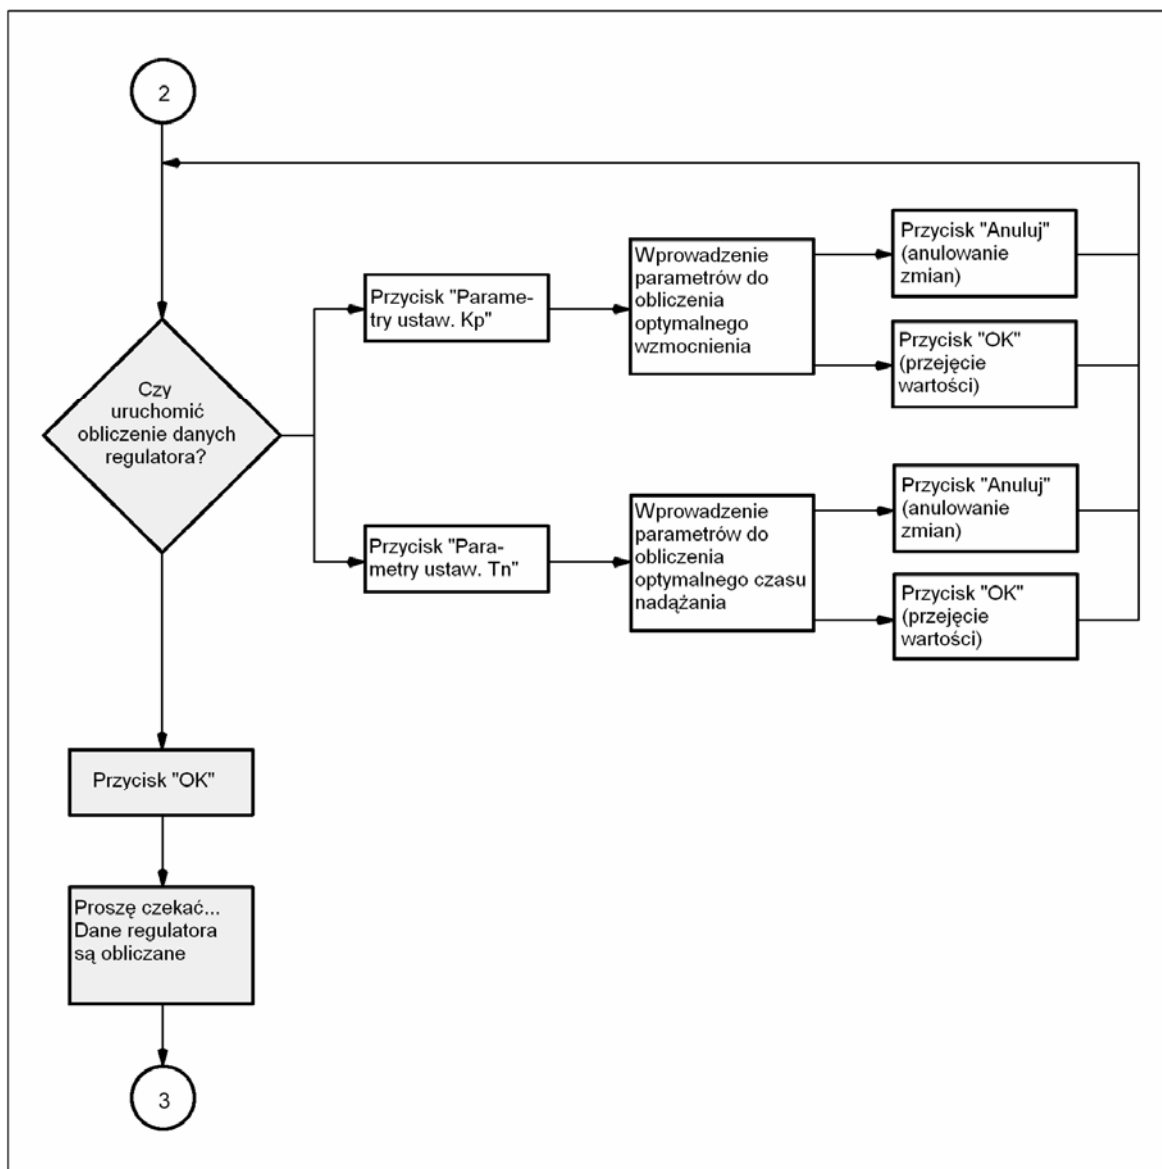 2
Czy
uruchomić
obliczenie danych
regulatora?
Przycisk "Parame-
try ustaw. Kp"
Wprowadzenie
parametrów do
obliczenia
optymalnego
wzmocnienia
Przycisk "Anuluj"
(anulowanie
zmian)
Przycisk "OK"
(przejęcie
wartości)
Przycisk "Para-
metry ustaw. Tn"
Wprowadzenie
parametrów do
obliczenia
optymalnego czasu
nadążania
Przycisk "Anuluj"
(anulowanie
zmian)
Przycisk "OK"
(przejęcie
wartości)
Przycisk "OK"
Proszę czekać...
Dane regulatora
są obliczane
3